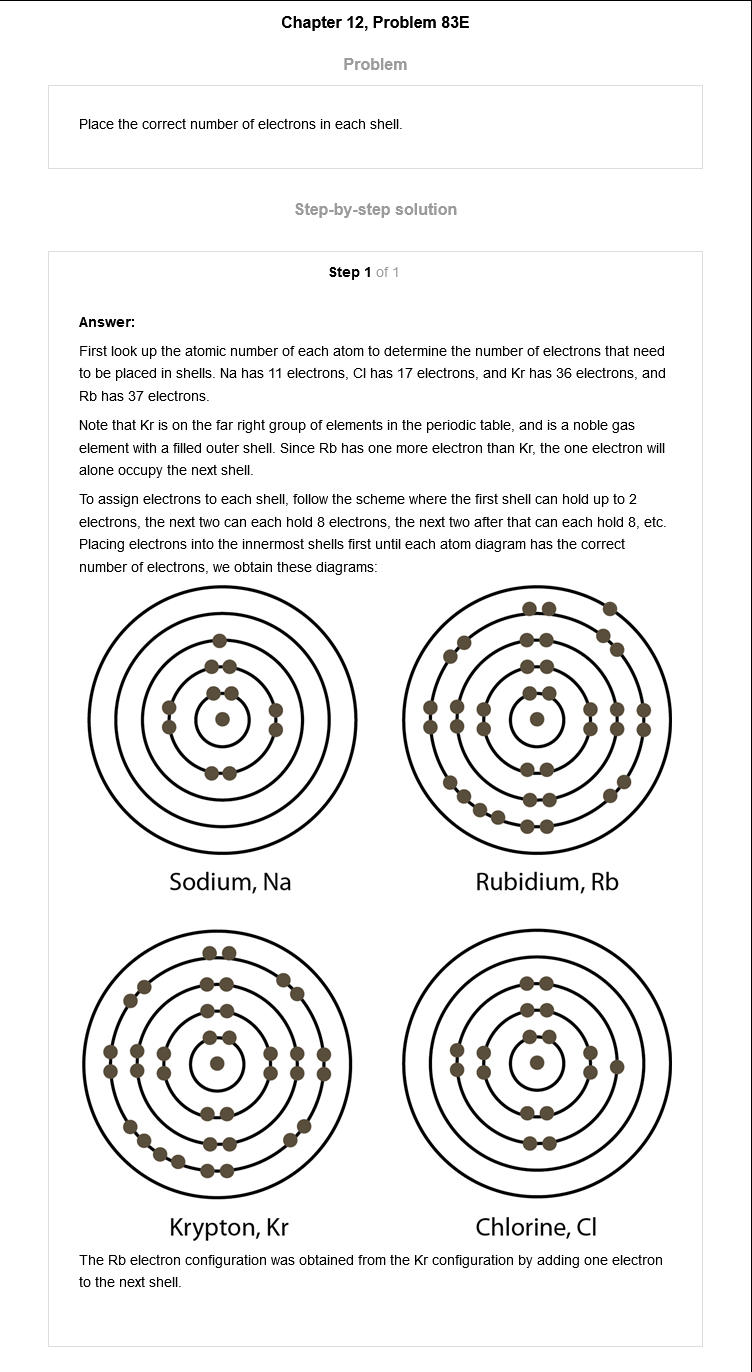 Chapter 12, Problem 83E
Problem
Place the correct number of electrons in each shell.
Step-by-step solution
Step 1 of 1
Answer:
First look up the atomic number of each atom to determine the number of electrons that need
to be placed in shells. Na has 11 electrons, Cl has 17 electrons, and Kr has 36 electrons, and
Rb has 37 electrons.
Note that Kr is on the far right group of elements in the periodic table, and is a noble gas
element with a filled outer shell. Since Rb has one more electron than Kr, the one electron will
alone occupy the next shell.
To assign electrons to each shell, follow the scheme where the first shell can hold up to 2
electrons, the next two can each hold 8 electrons, the next two after that can each hold 8, etc.
Placing electrons into the innermost shells first until each atom diagram has the correct
number of electrons, we obtain these diagrams:
Sodium, Na
Rubidium, Rb
Krypton, Kr
Chlorine, Cl
The Rb electron configuration was obtained from the Kr configuration by adding one electron
to the next shell.